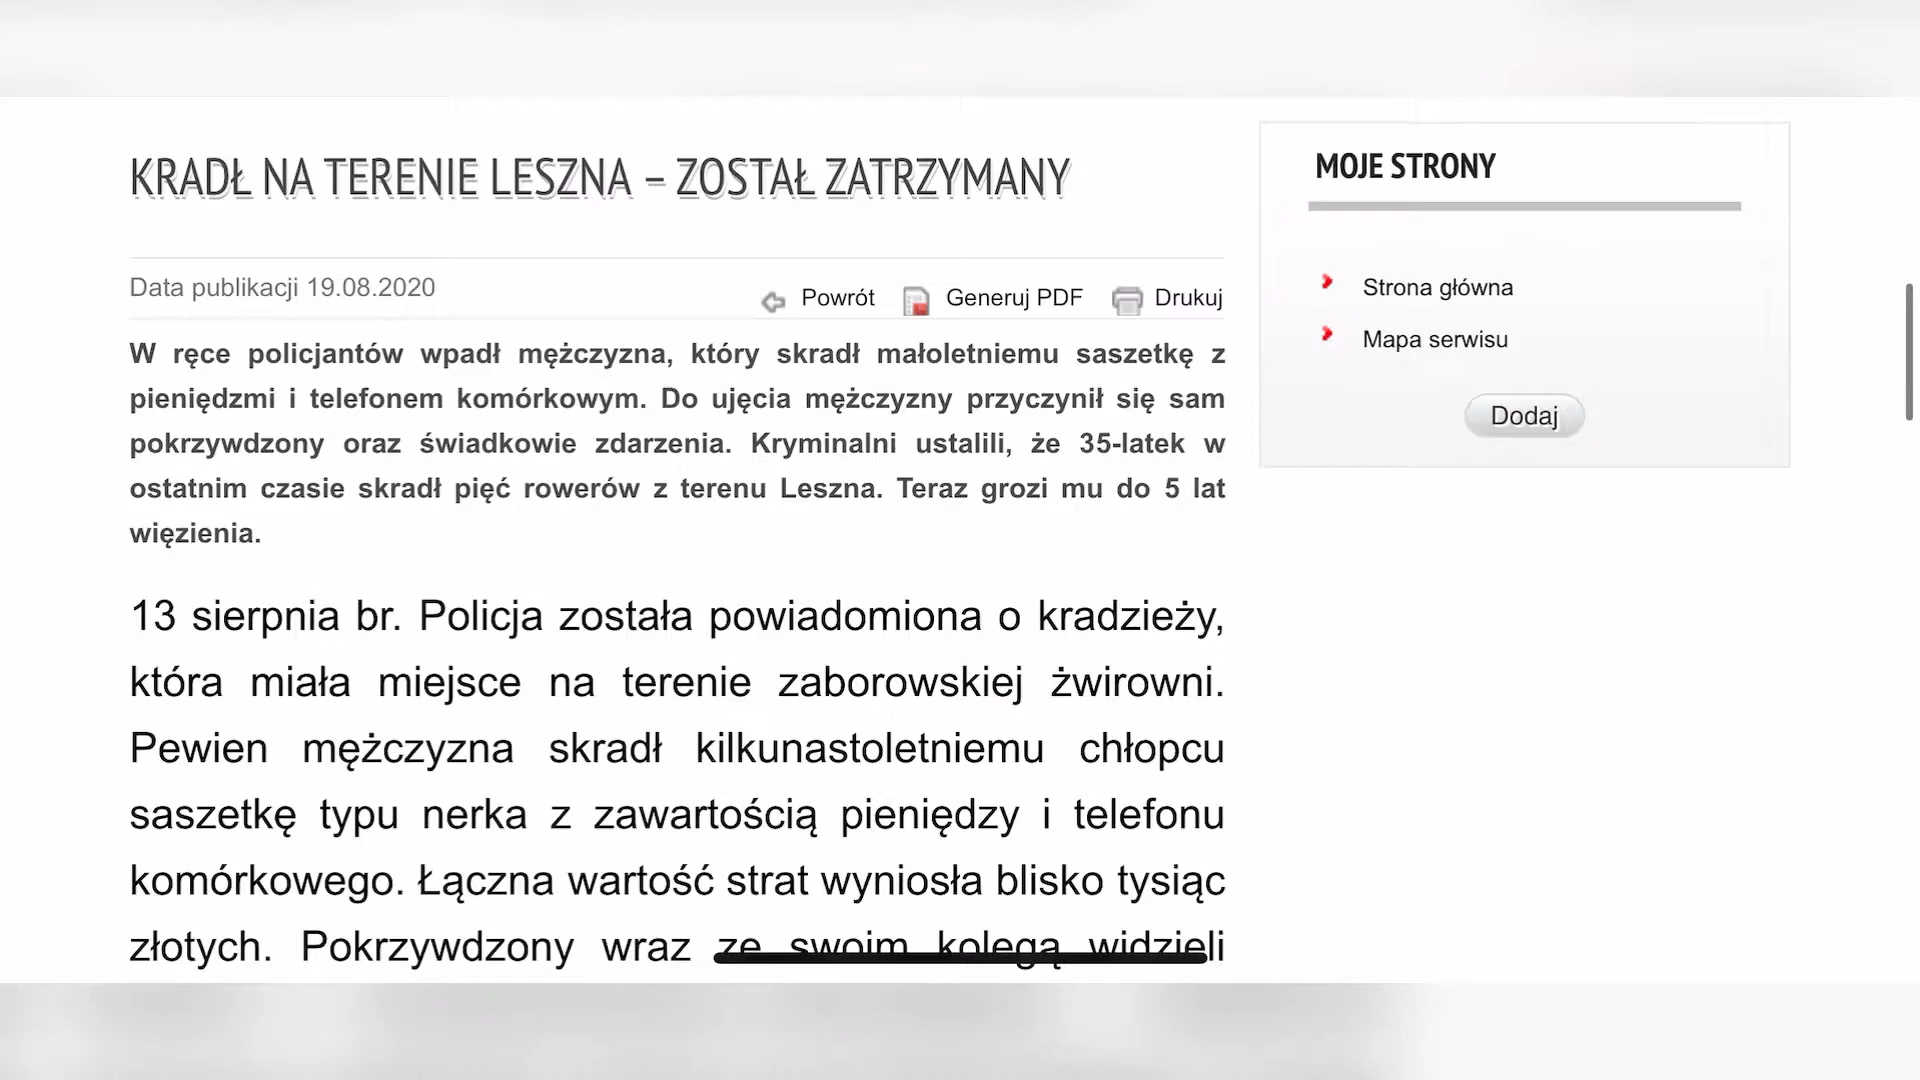 KRADŁ NA TERENIE LESZNA – ZOSTAŁ ZATRZYMANY
Data publikacji 19.08.2020
Powrót
Generuj PDF
Drukuj
W ręce policjantów wpadł mężczyzna, który skradł małoletniemu saszetkę z
pieniędzmi i telefonem komórkowym. Do ujęcia mężczyzny przyczynił się sam
pokrzywdzony oraz świadkowie zdarzenia. Kryminalni ustalili, że 35-latek w
ostatnim czasie skradł pięć rowerów z terenu Leszna. Teraz grozi mu do 5 lat
więzienia.
13 sierpnia br. Policja została powiadomiona o kradzieży,
która miała miejsce na terenie zaborowskiej żwirowni.
Pewien mężczyzna skradł kilkunastoletniemu chłopcu
saszetkę typu nerka z zawartością pieniędzy i telefonu
komórkowego. Łączna wartość strat wyniosła blisko tysiąc
złotych. Pokrzywdzony wraz ze swoim kolegą widzieli
MOJE STRONY
Strona główna
Mapa serwisu
Dodaj